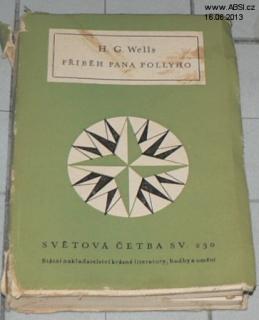 www.ABSI.cz
16.06.2013
H. G. Wells
PŘÍBĚH PANA POLLYHO
SVĚTOVÁ ČETBA SV. 230
Státní nakladatelství krásné literatury, hudby a umění